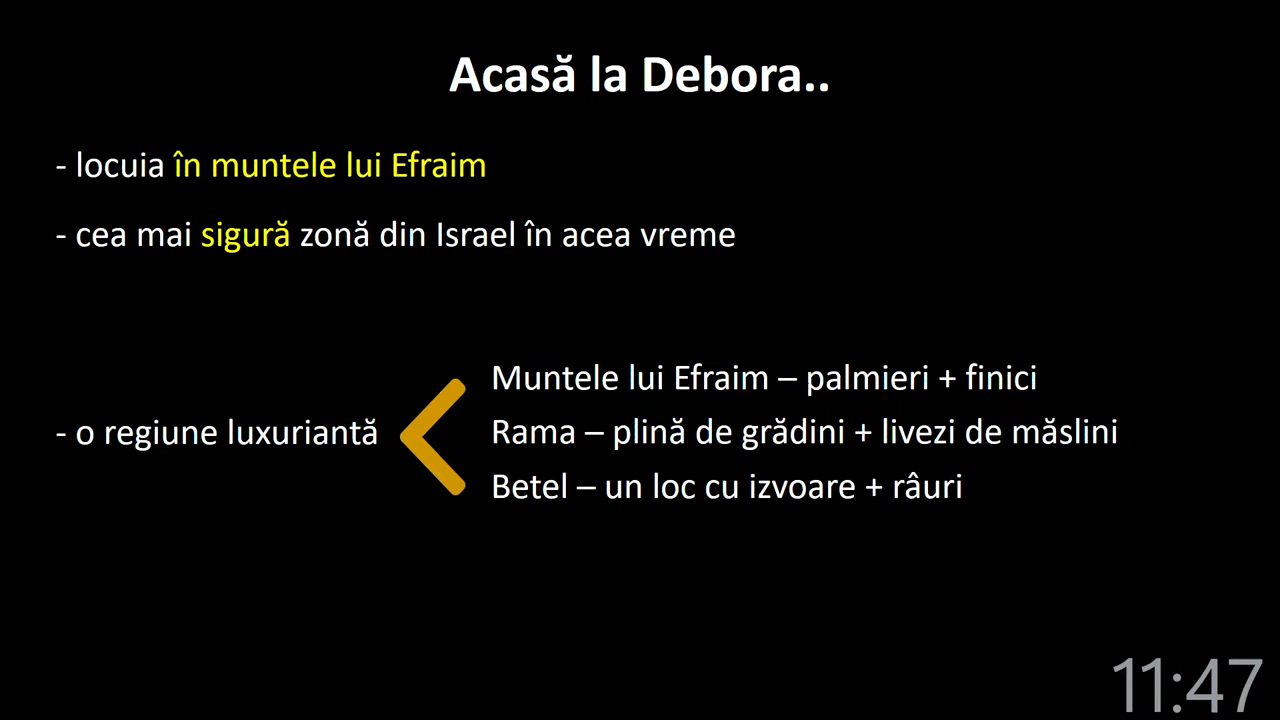 Acasă la Debora..
- locuia în muntele lui Efraim
- cea mai sigură zonă din Israel în acea vreme
- o regiune luxuriantă
Muntele lui Efraim – palmieri + finici
Rama – plină de grădini + livezi de măslini
Betel – un loc cu izvoare + râuri
11:47